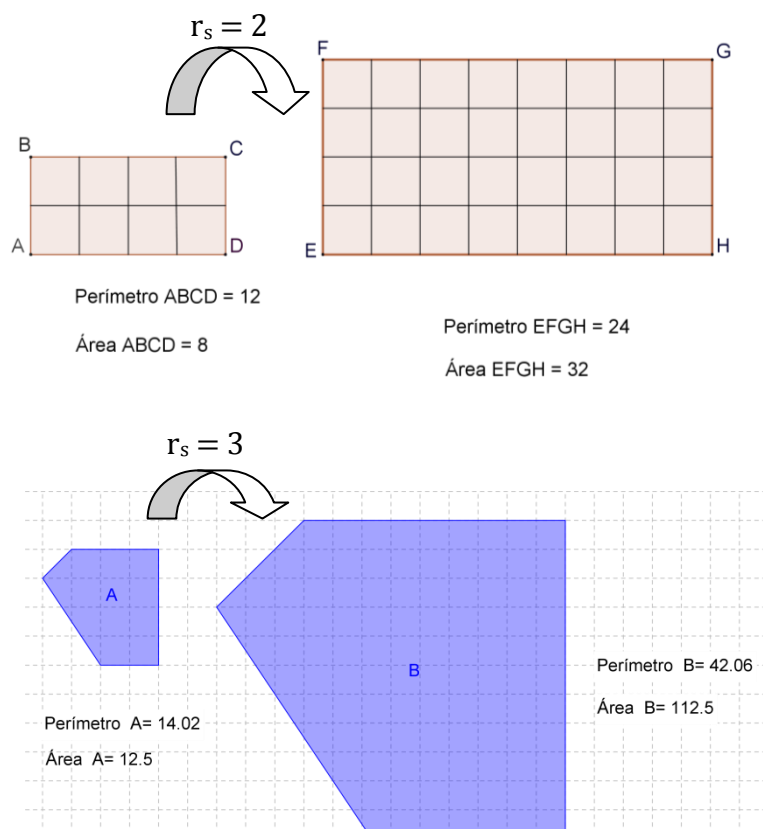 rₛ = 2
F
G
B
C
A
D
E
H
Perímetro ABCD = 12
Área ABCD = 8
Perímetro EFGH = 24
Área EFGH = 32
rₛ = 3
A
B
Perímetro B= 42.06
Área B= 112.5
Perímetro A= 14.02
Área A= 12.5